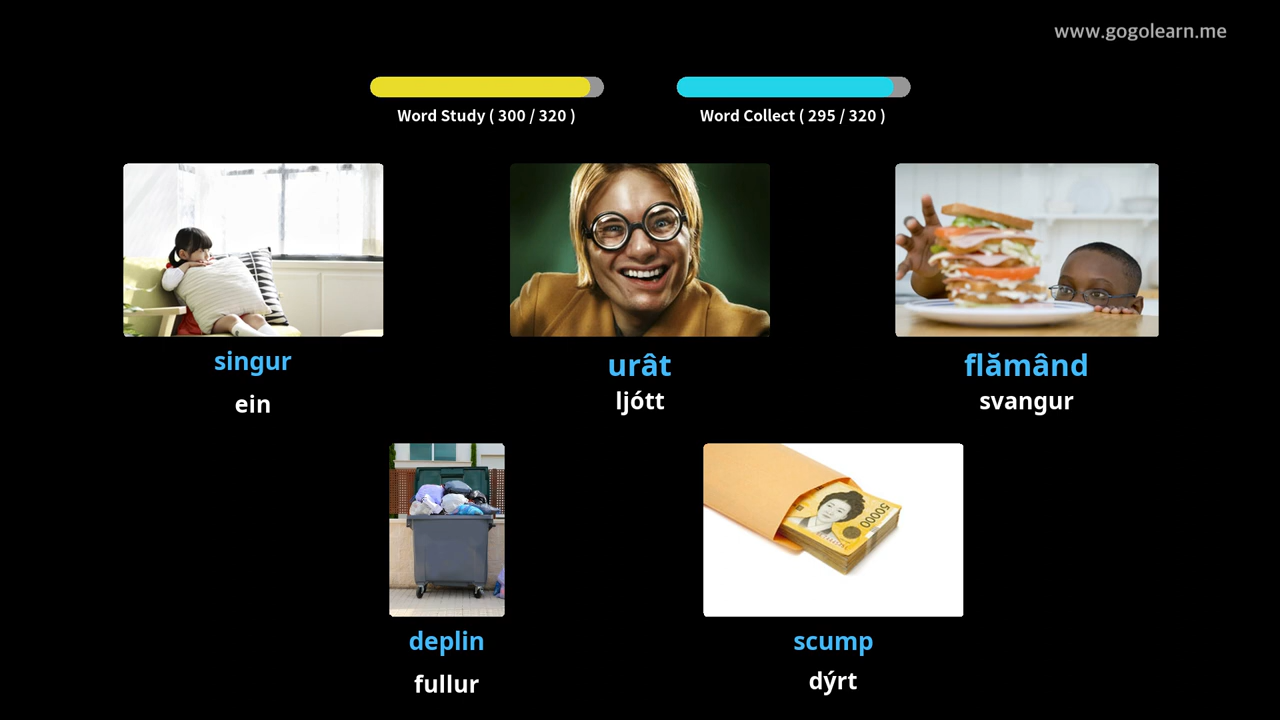 www.gogolearn.me
Word Study ( 300 / 320 )
Word Collect ( 295 / 320 )
singur
ein
urât
ljótt
flămând
svangur
50000
deplin
fullur
scump
dýrt